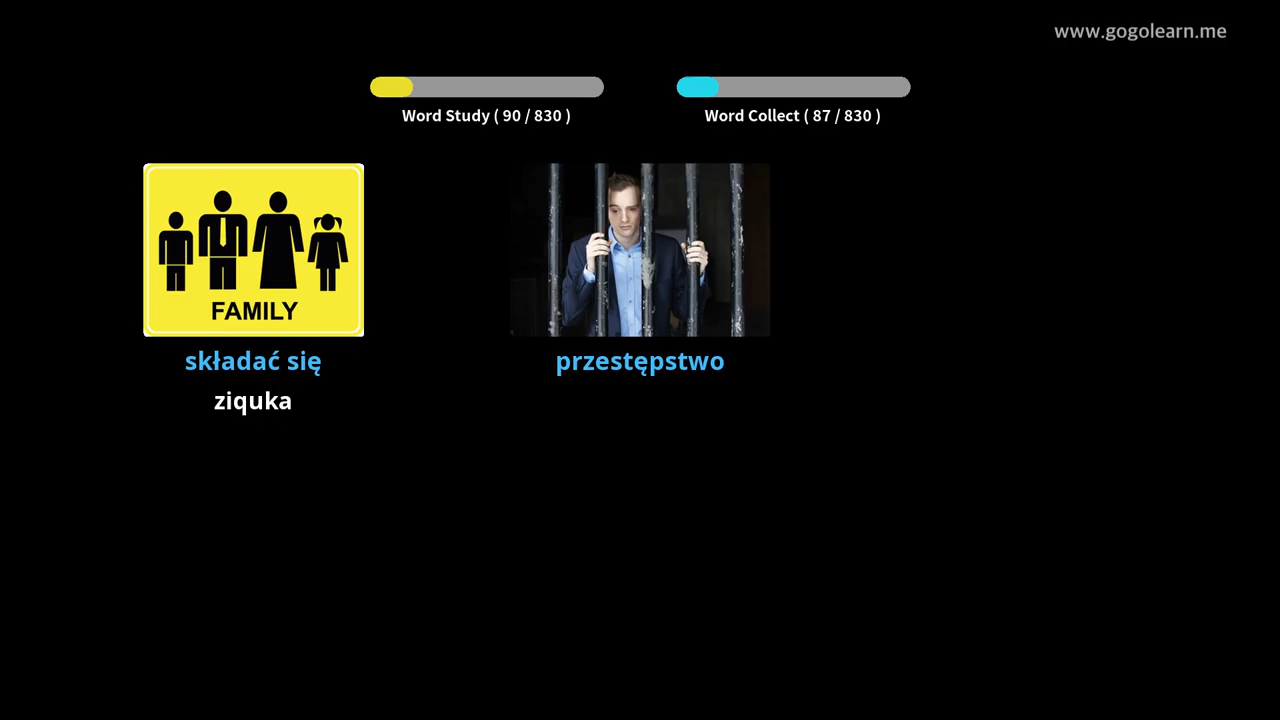 www.gogolearn.me
Word Study ( 90 / 830 )
Word Collect ( 87 / 830 )
FAMILY
składać się
przestępstwo
ziquka